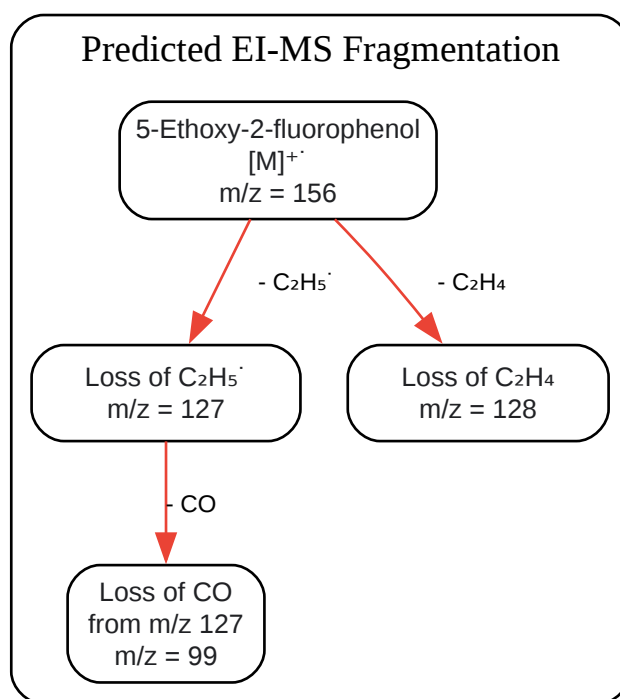 Predicted EI-MS Fragmentation
5-Ethoxy-2-fluorophenol
[M]⁺˙
m/z = 156
- C₂H₅˙
- C₂H₄
Loss of C₂H₅˙
m/z = 127
Loss of C₂H₄
m/z = 128
- CO
Loss of CO
from m/z 127
m/z = 99